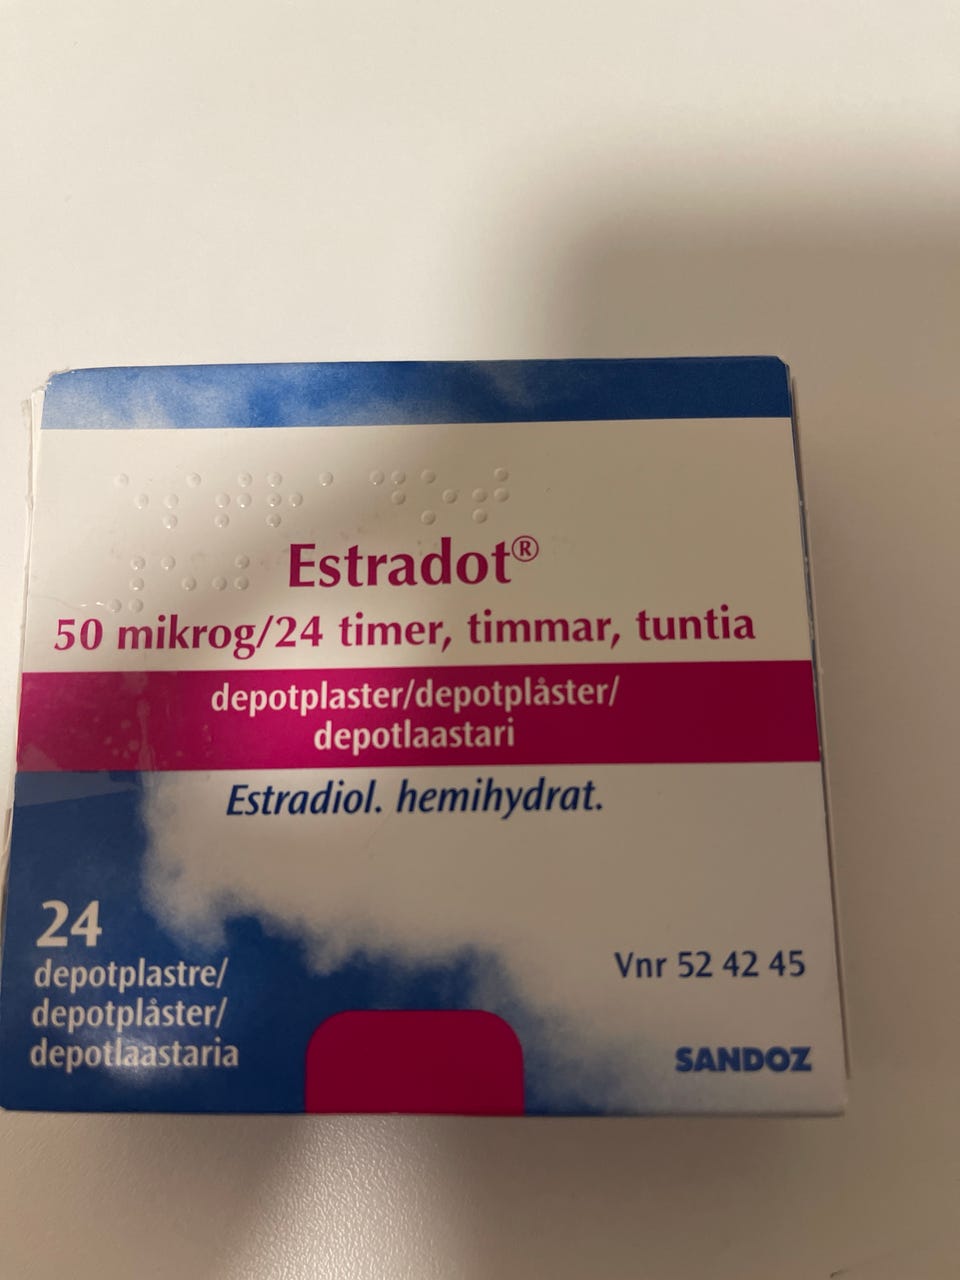 Estradot®
50 mikrog/24 timer, timmar, tuntia
depotplaster/depotplåster/
depotlaastari
Estradiol. hemihydrat.
24
depotplastre/
depotplåster/
depotlaastaria
Vnr 52 42 45
SANDOZ